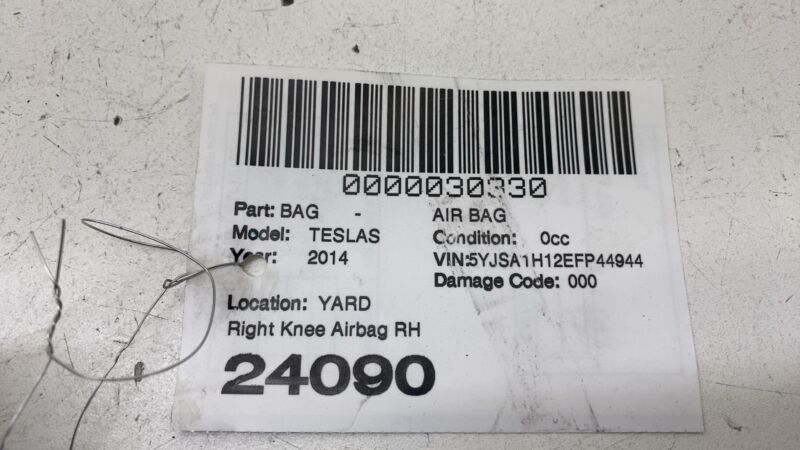 0000030330
Part: BAG - AIR BAG
Model: TESLAS Condition: 0cc
Year: 2014 VIN:5YJSA1H12EFP44944
Damage Code: 000
Location: YARD
Right Knee Airbag RH
24090